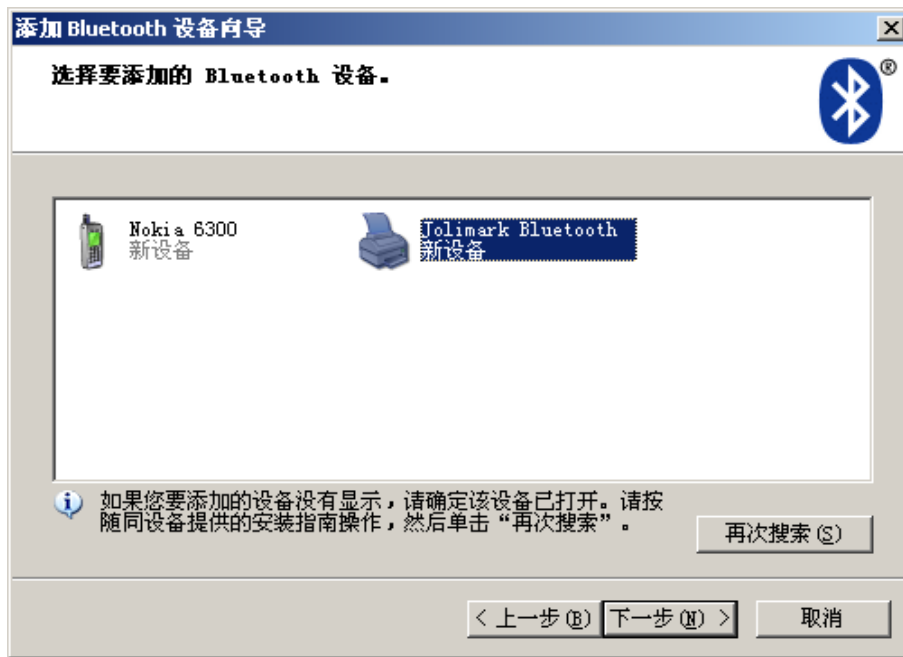 添加 Bluetooth 设备向导
选择要添加的 Bluetooth 设备。
®
Nokia 6300
新设备
Jolimark Bluetooth
新设备
如果您要添加的设备没有显示，请确定该设备已打开。请按
随同设备提供的安装指南操作，然后单击“再次搜索”。
再次搜索(S)
< 上一步(B)
下一步(N) >
取消